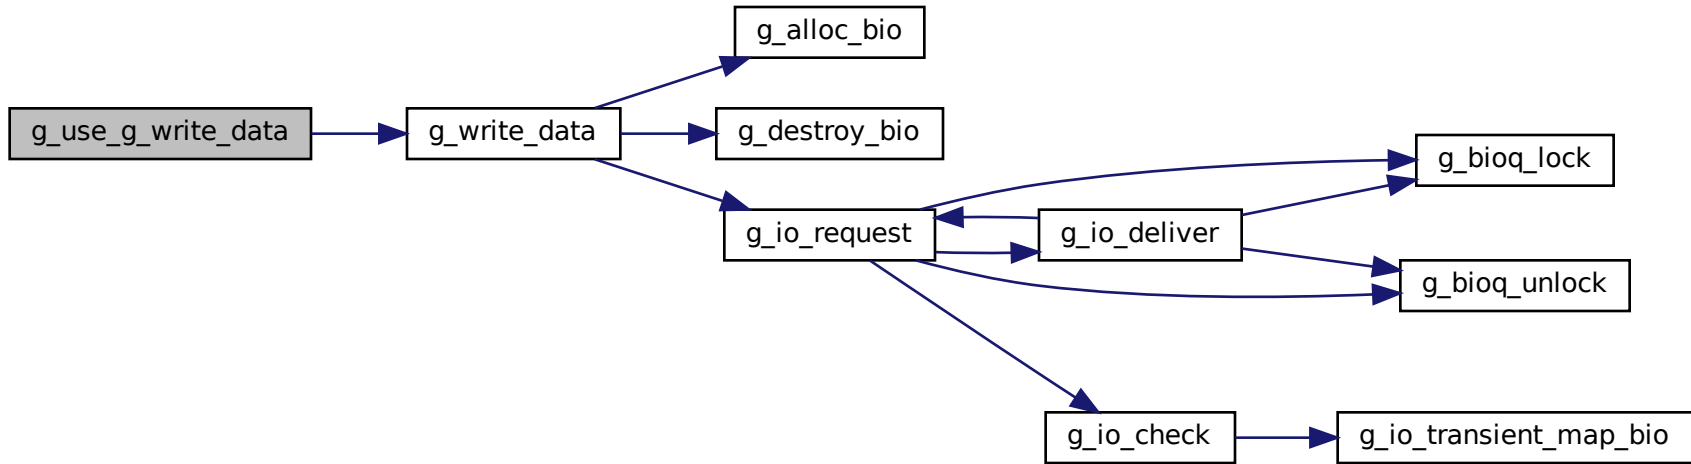 g_alloc_bio
g_use_g_write_data
g_write_data
g_destroy_bio
g_bioq_lock
g_io_request
g_io_deliver
g_bioq_unlock
g_io_check
g_io_transient_map_bio